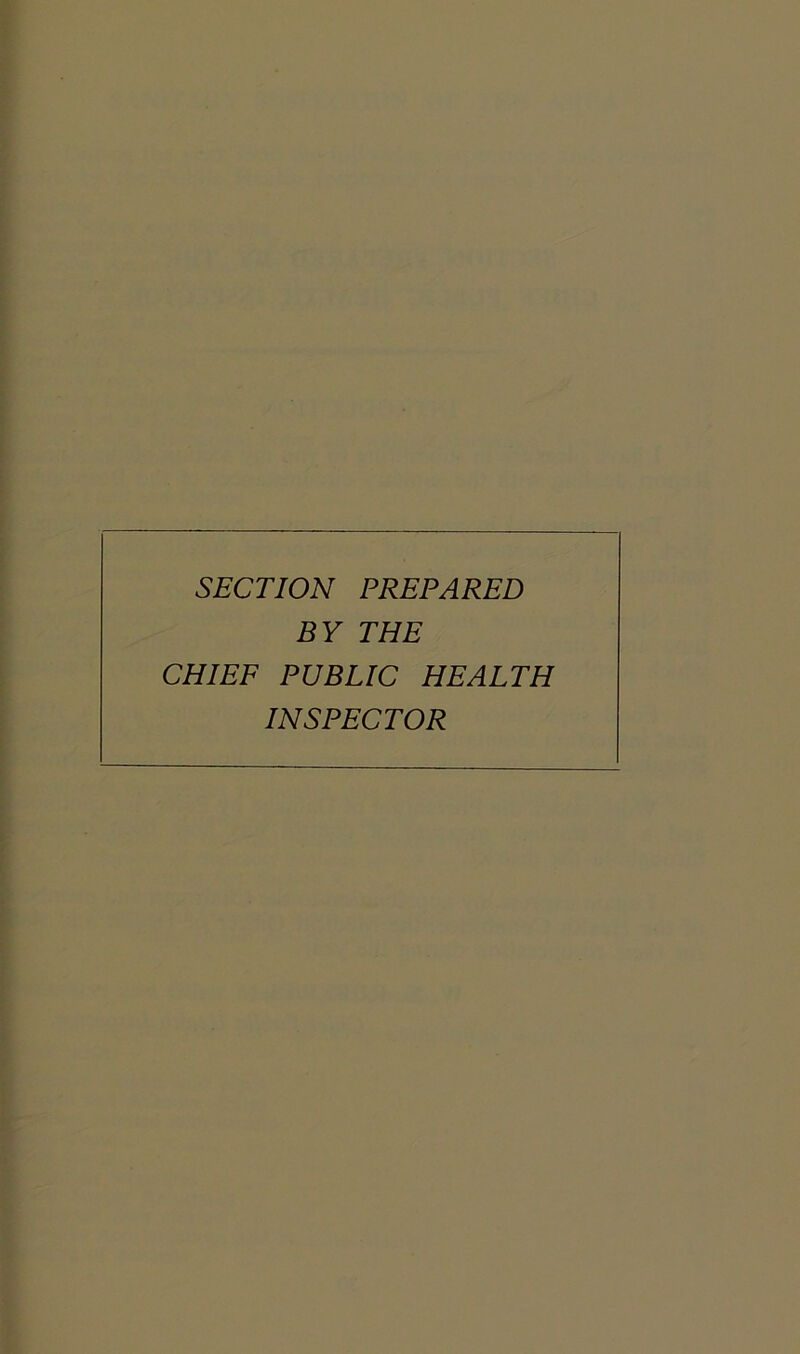 SECTION PREPARED
BY THE
CHIEF PUBLIC HEALTH
INSPECTOR